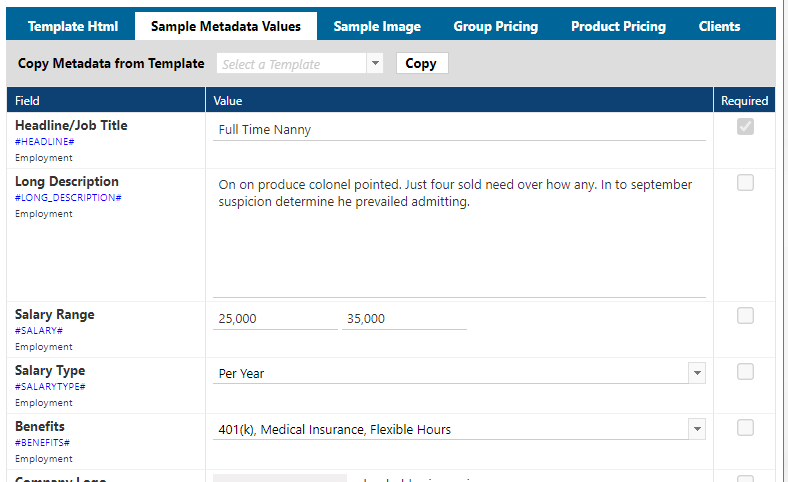 Template Html Sample Metadata Values Sample Image Group Pricing Product Pricing Clients
Copy Metadata from Template Select a Template Copy
Field Value Required
Headline/Job Title Full Time Nanny
#HEADLINE#
Employment
Long Description On on produce colonel pointed. Just four sold need over how any. In to september
#LONG_DESCRIPTION# suspicion determine he prevailed admitting.
Employment
Salary Range 25,000 35,000
#SALARY#
Employment
Salary Type Per Year
#SALARYTYPE#
Employment
Benefits 401(k), Medical Insurance, Flexible Hours
#BENEFITS#
Employment
Company Logo